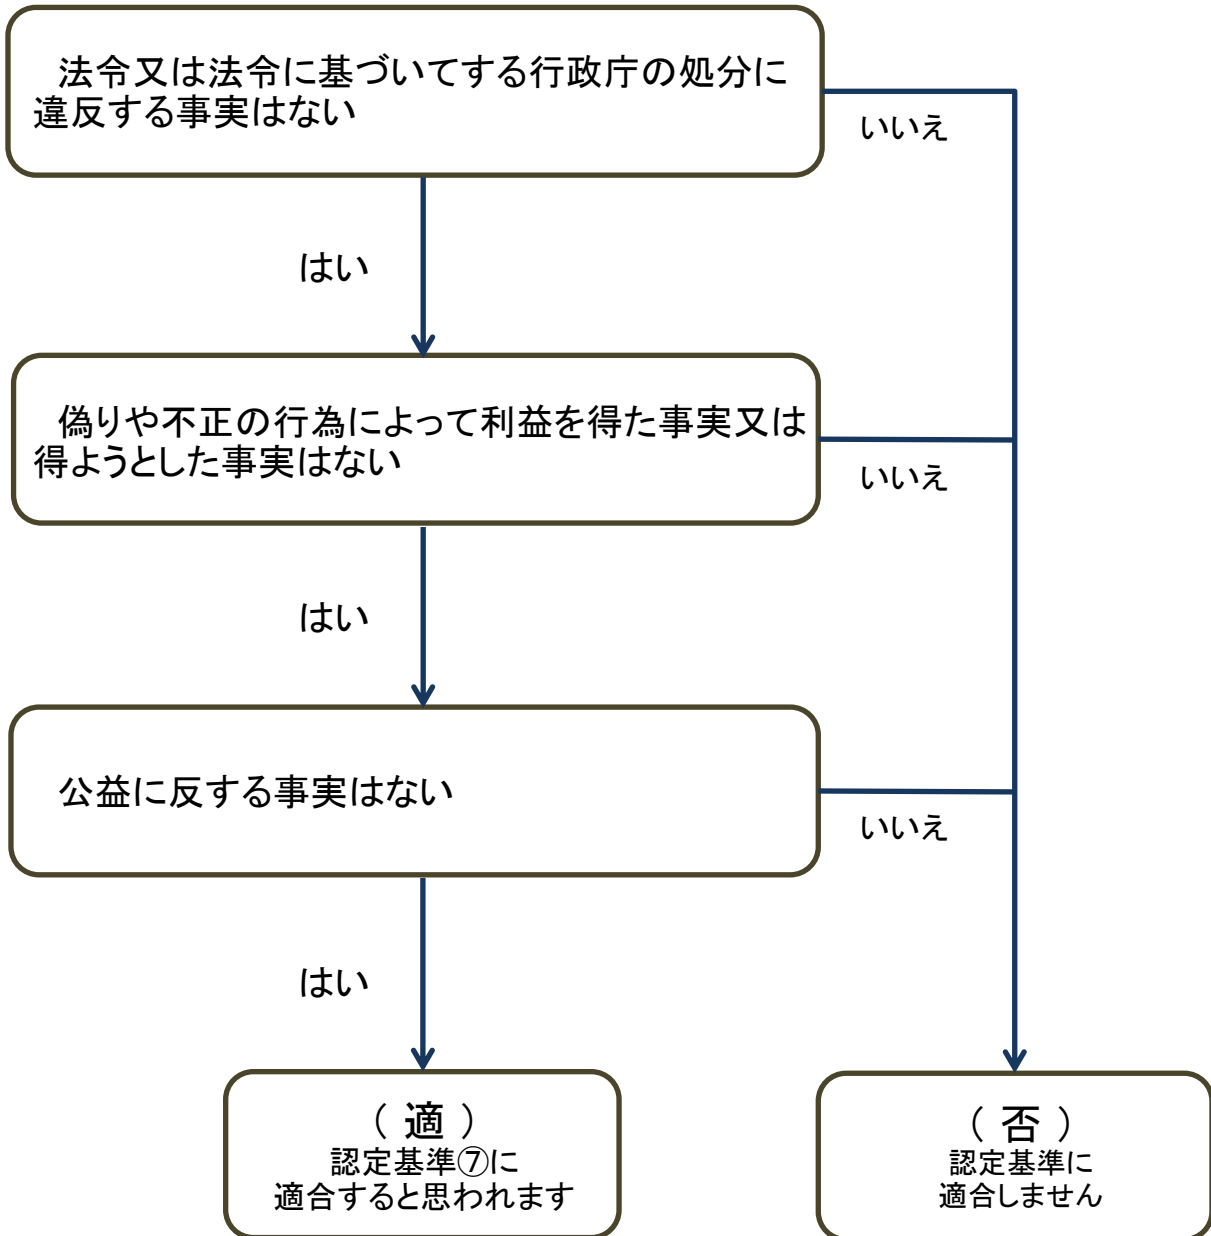 法令又は法令に基づいてする行政庁の処分に
違反する事実はない
いいえ
はい
偽りや不正の行為によって利益を得た事実又は
得ようとした事実はない
いいえ
はい
公益に反する事実はない
いいえ
はい
（ 適 ）
認定基準⑦に
適合すると思われます
（ 否 ）
認定基準に
適合しません